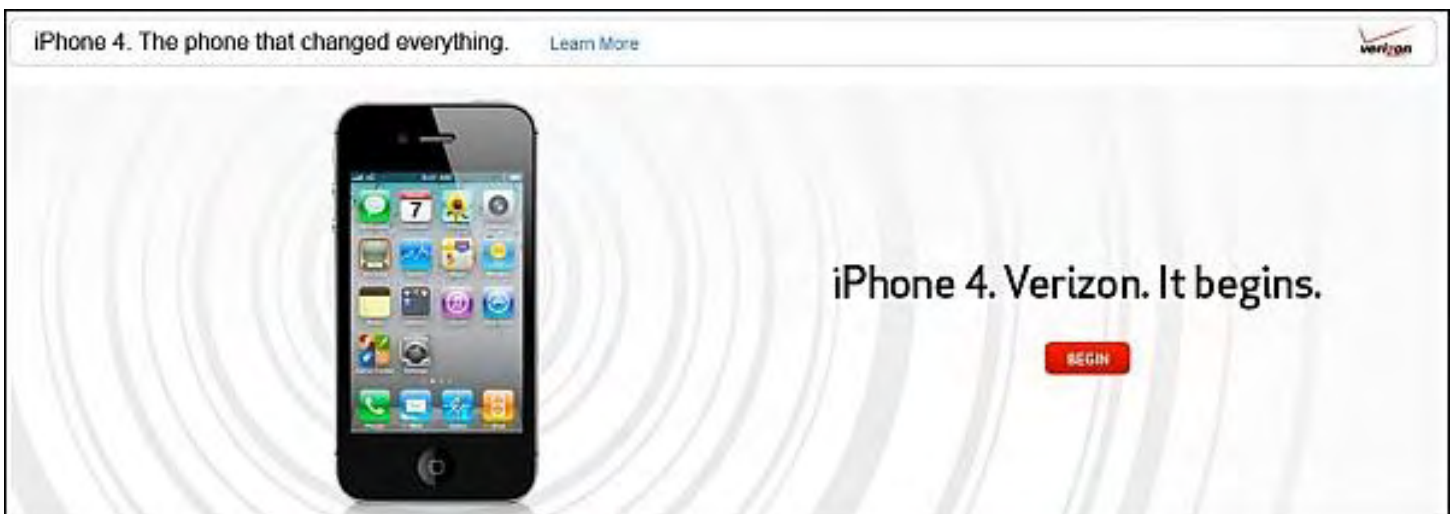 iPhone 4. The phone that changed everything. Learn More
verizon
7
iPhone 4. Verizon. It begins.
BEGIN